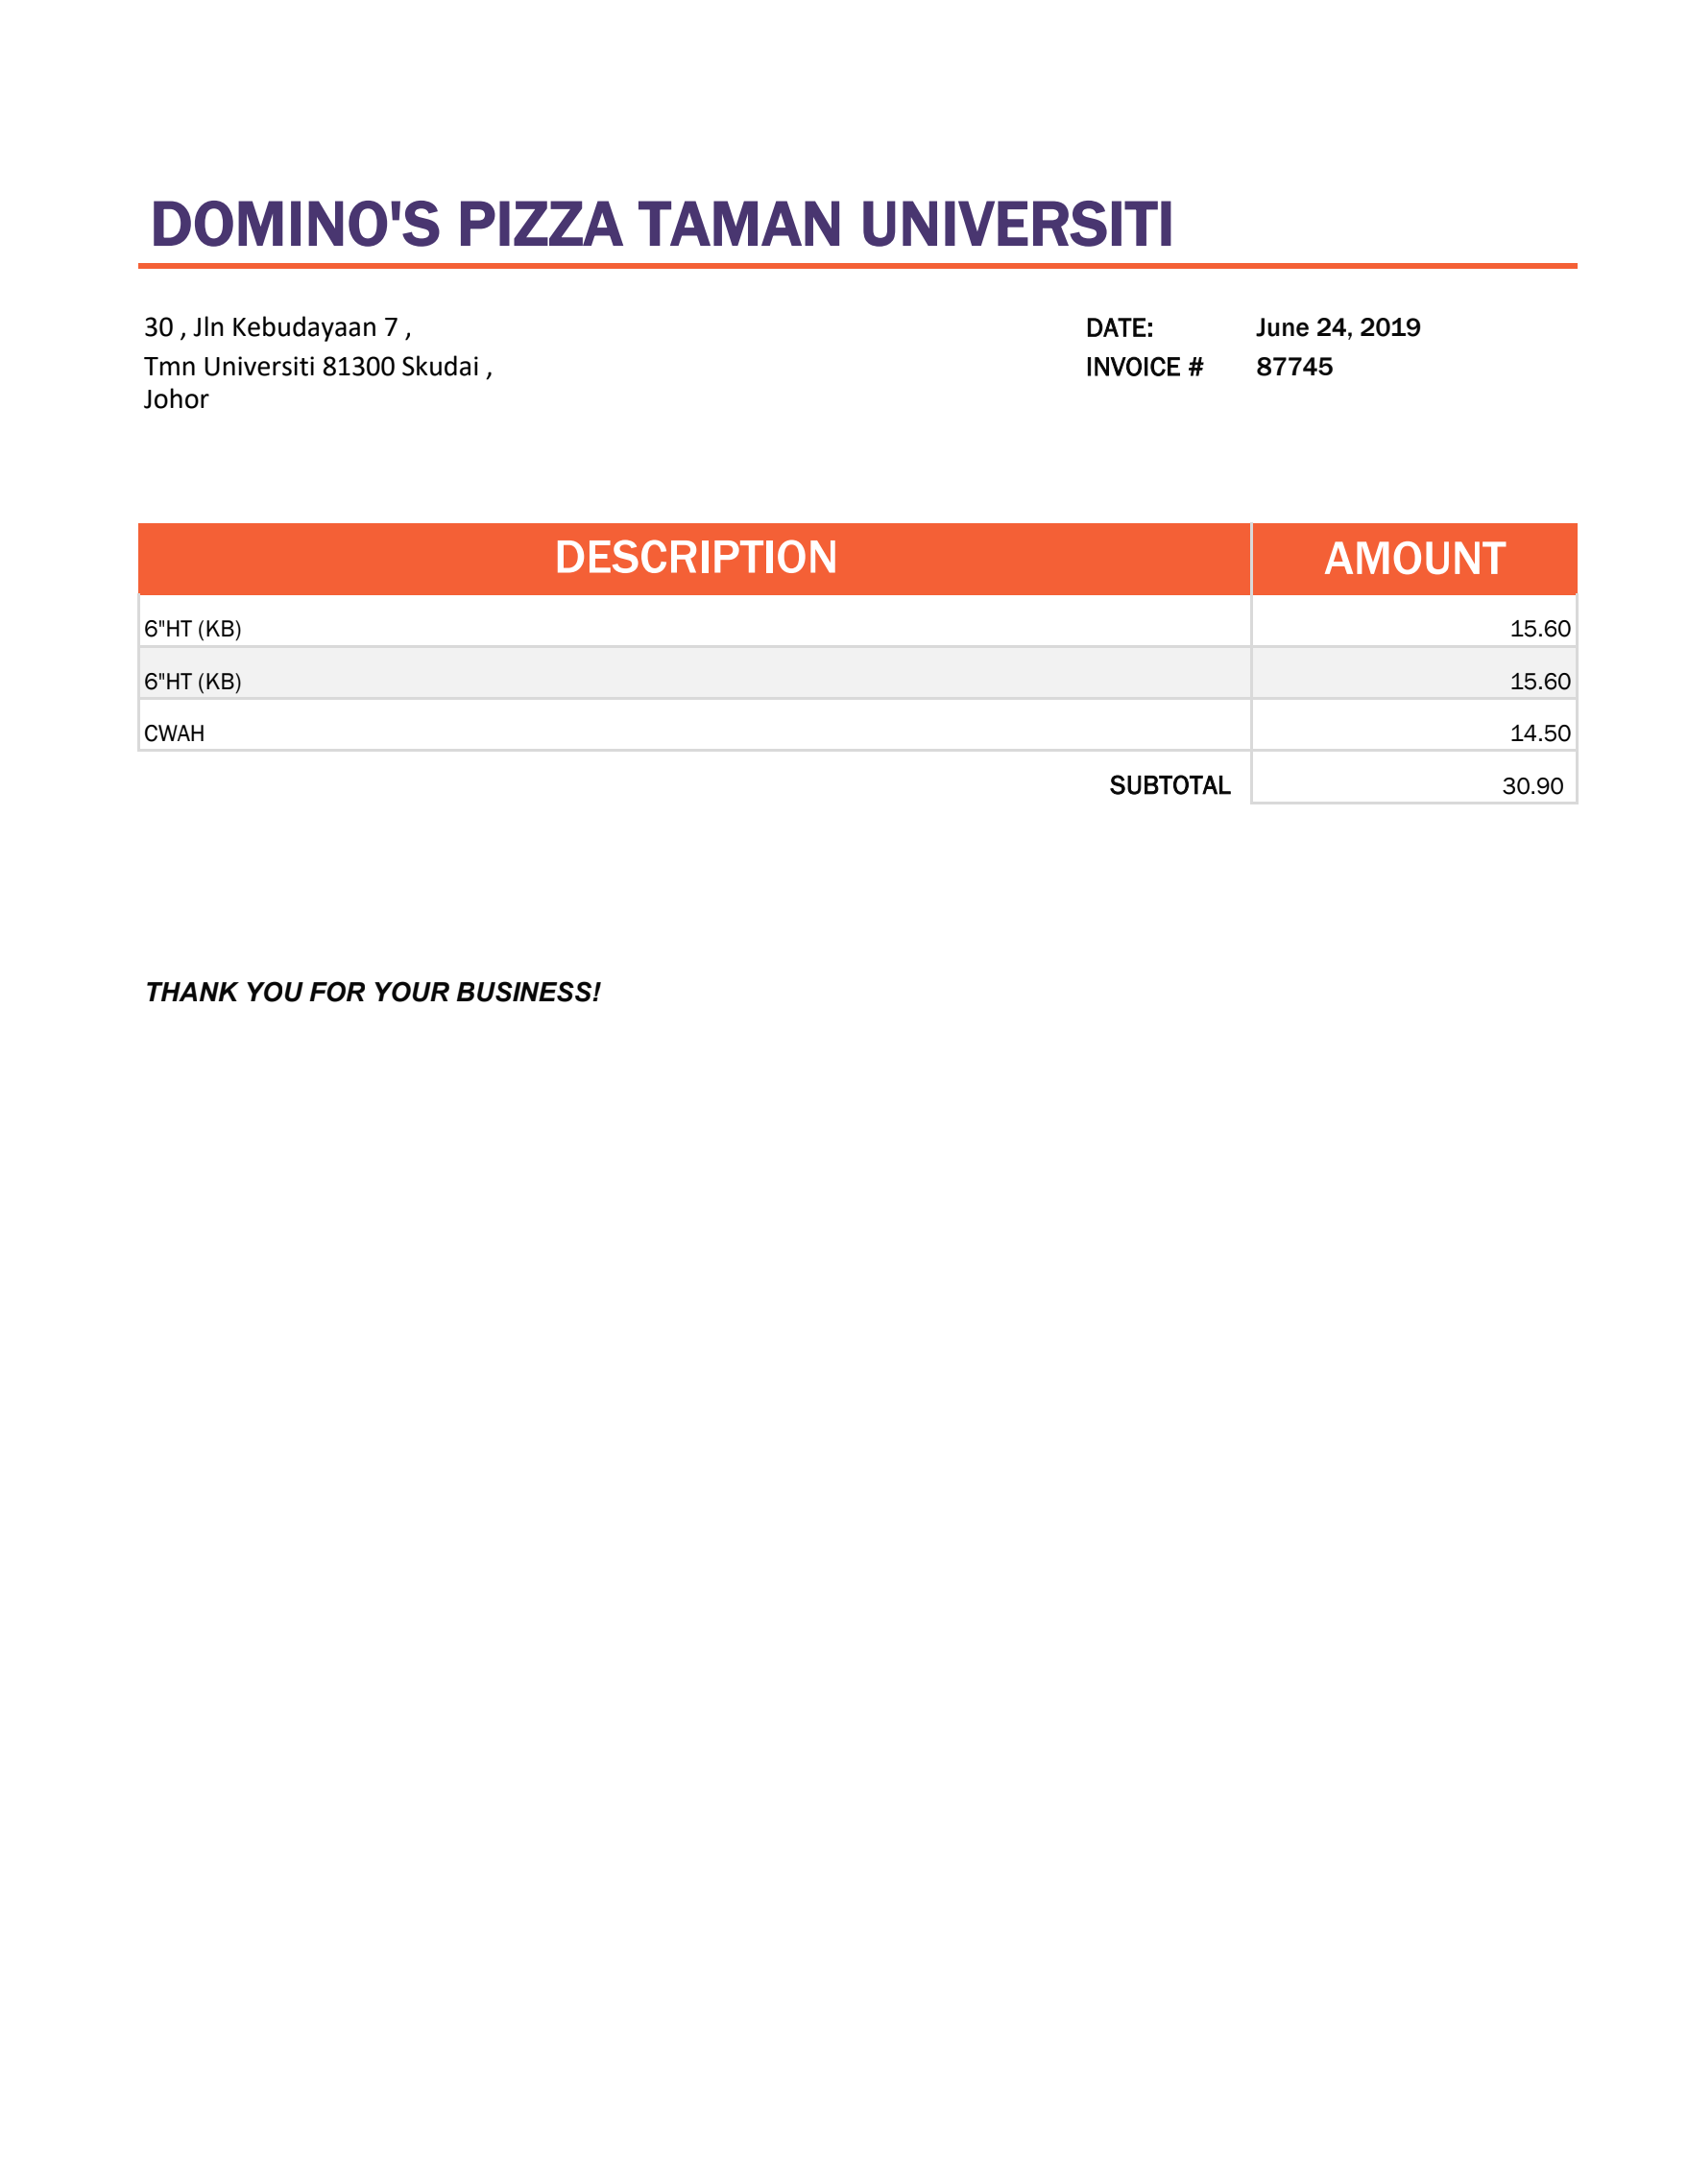 DOMINO'S PIZZA TAMAN UNIVERSITI
30 , Jln Kebudayaan 7 , DATE: June 24, 2019
Tmn Universiti 81300 Skudai , INVOICE # 87745
Johor
DESCRIPTION AMOUNT
6"HT (KB) 15.60
6"HT (KB) 15.60
CWAH 14.50
SUBTOTAL 30.90
THANK YOU FOR YOUR BUSINESS!